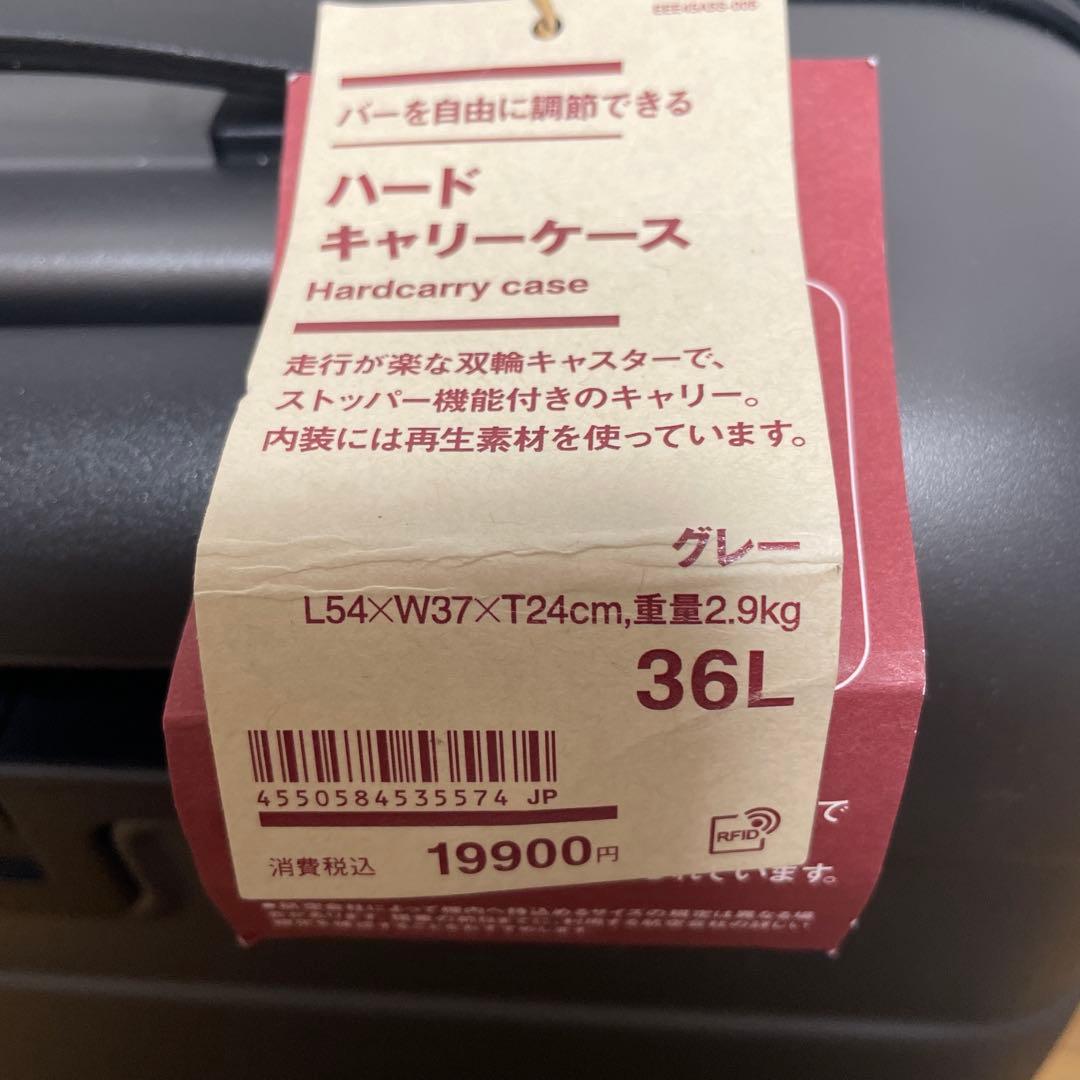 バーを自由に調節できる
ハード
キャリーケース
Hardcarry case
走行が楽な双輪キャスターで、
ストッパー機能付きのキャリー。
内装には再生素材を使っています。
グレー
L54×W37×T24cm,重量2.9kg
36L
4550584535574 JP
消費税込 19900円
RFID
で
います。